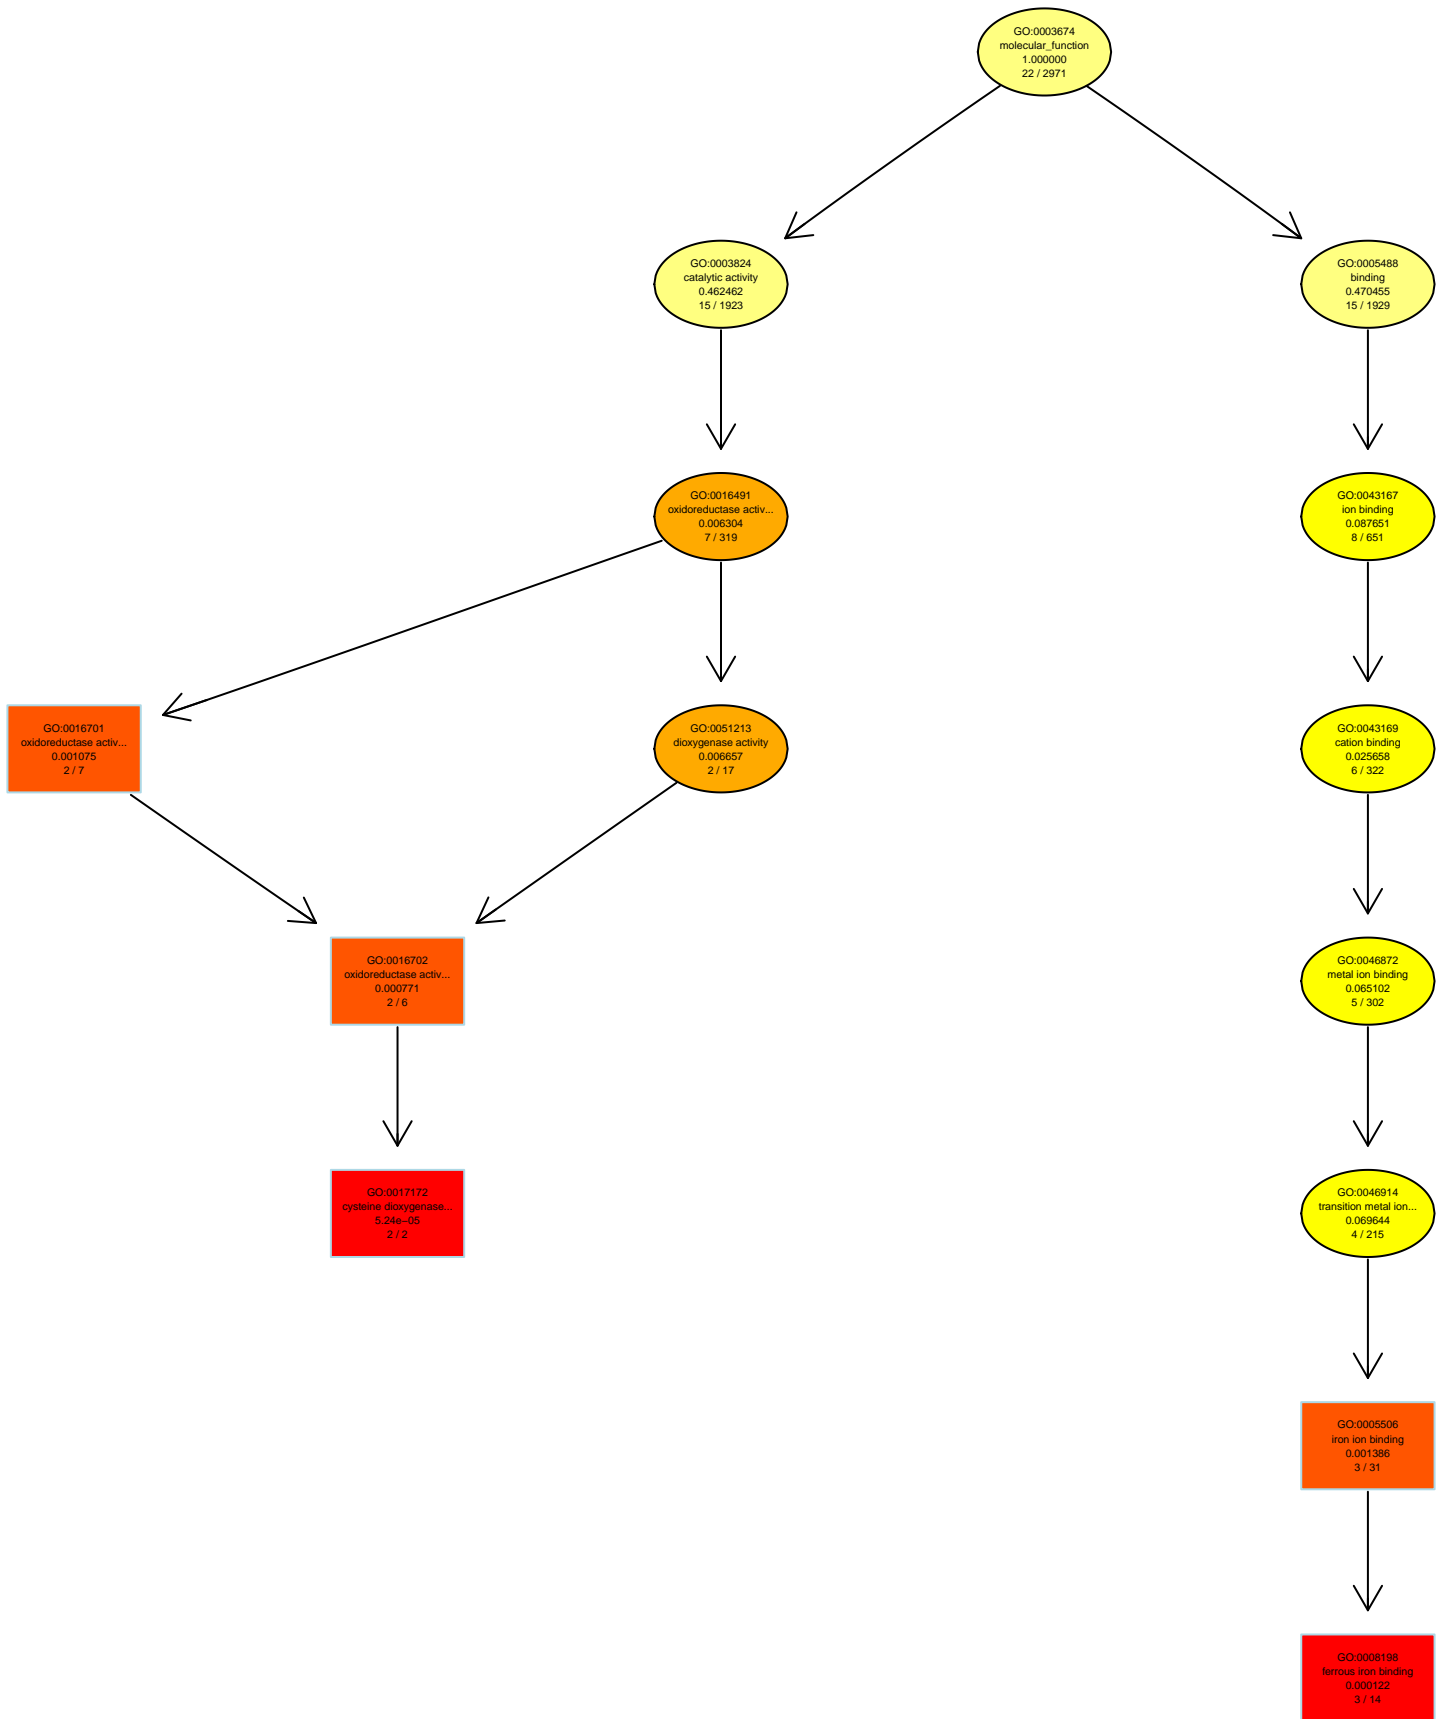 GO:0003674
molecular_function
1.000000
22 / 2971
GO:0003824
catalytic activity
0.462462
15 / 1923
GO:0005488
binding
0.470455
15 / 1929
GO:0016491
oxidoreductase activ...
0.006304
7 / 319
GO:0043167
ion binding
0.087651
8 / 651
GO:0016701
oxidoreductase activ...
0.001075
2 / 7
GO:0051213
dioxygenase activity
0.006657
2 / 17
GO:0043169
cation binding
0.025658
6 / 322
GO:0016702
oxidoreductase activ...
0.000771
2 / 6
GO:0046872
metal ion binding
0.065102
5 / 302
GO:0017172
cysteine dioxygenase...
5.24e−05
2 / 2
GO:0046914
transition metal ion...
0.069644
4 / 215
GO:0005506
iron ion binding
0.001386
3 / 31
GO:0008198
ferrous iron binding
0.000122
3 / 14